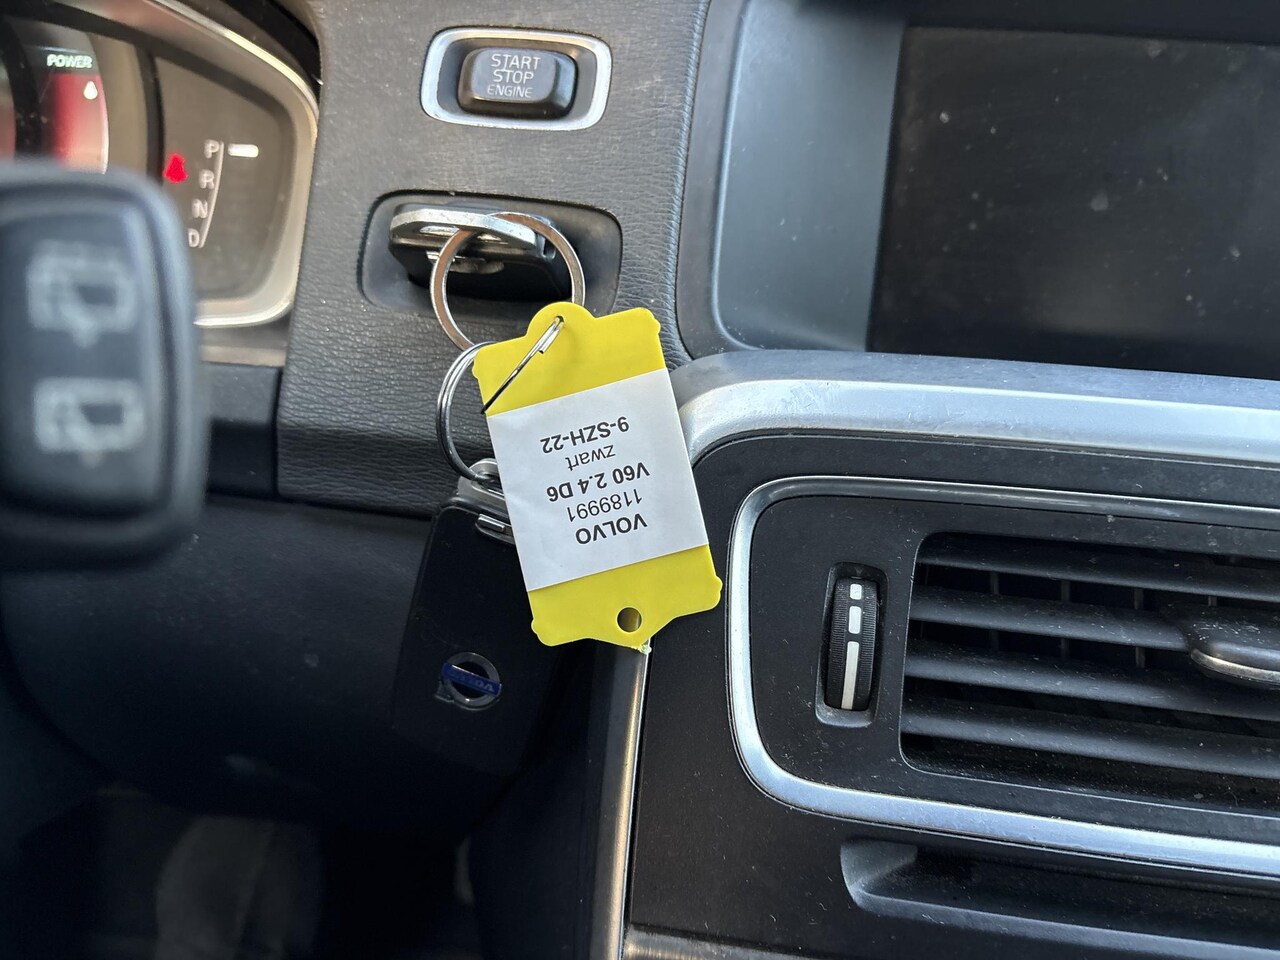 POWER
P
R
N
D
START
STOP
ENGINE
VOLVO
1189991
V60 2.4 D6
zwart
9-SZH-22